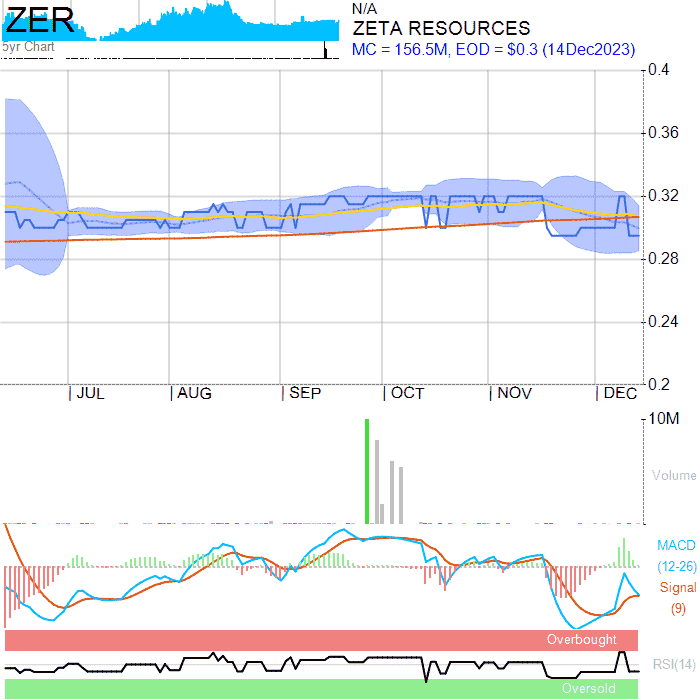 ZER
5yr Chart
N/A
ZETA RESOURCES
MC = 156.5M, EOD = $0.3 (14Dec2023)
0.4
0.36
0.32
0.28
0.24
0.2
JUL AUG SEP OCT NOV DEC
10M
Volume
MACD
(12-26)
Signal
(9)
Overbought
RSI(14)
Oversold